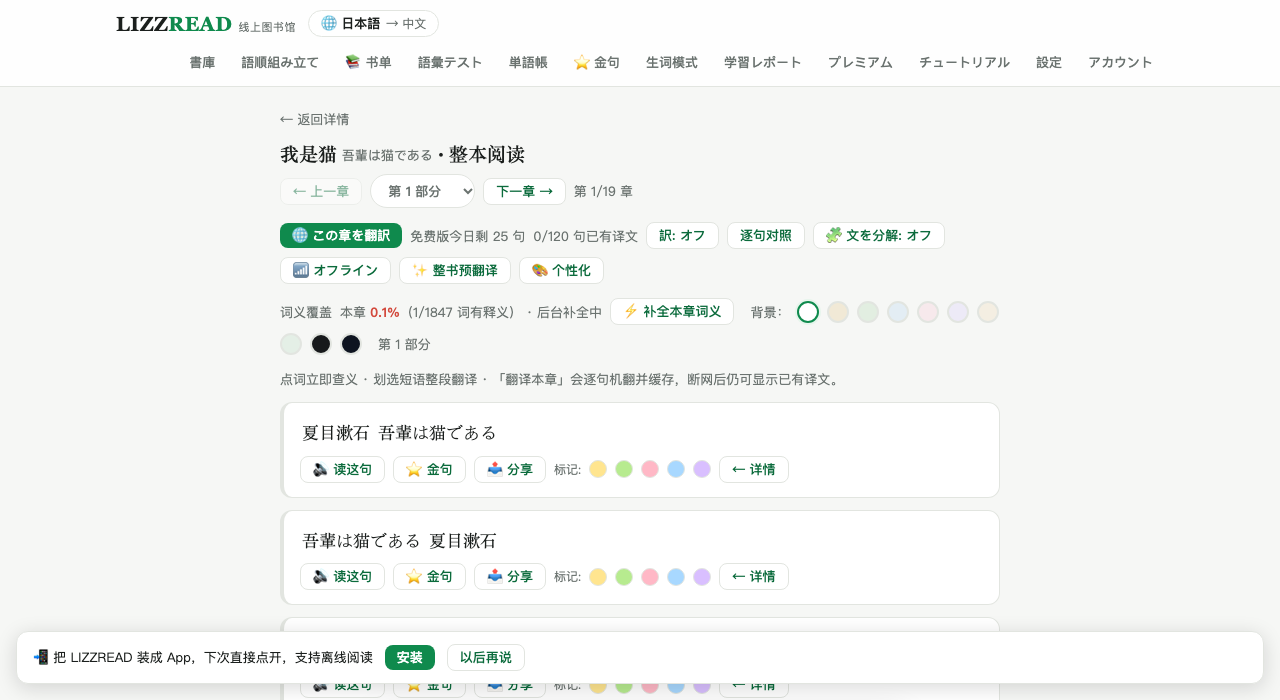 LIZZREAD 线上图书馆 🌐 日本語 → 中文
書庫 語順組み立て 📚 书单 語彙テスト 単語帳 ⭐ 金句 生词模式 学習レポート プレミアム チュートリアル 設定 アカウント
← 返回详情
我是猫 吾輩は猫である · 整本阅读
← 上一章 第 1 部分 下一章 → 第 1/19 章
🌐 この章を翻訳 免费版今日剩 25 句 0/120 句已有译文 訳: オフ 逐句对照 🧩 文を分解: オフ
📶 オフライン ✨ 整书预翻译 🎨 个性化
词义覆盖 本章 0.1% (1/1847 词有释义) · 后台补全中 ⚡ 补全本章词义 背景:
第 1 部分
点词立即查义 · 划选短语整段翻译 · 「翻译本章」会逐句机翻并缓存，断网后仍可显示已有译文。
夏目漱石 吾輩は猫である
🔊 读这句 ⭐ 金句 📤 分享 标记: ← 详情
吾輩は猫である 夏目漱石
🔊 读这句 ⭐ 金句 📤 分享 标记: ← 详情
📲 把 LIZZREAD 装成 App，下次直接点开，支持离线阅读 安装 以后再说
🔊 读这句 ⭐ 金句 📤 分享 标记: ← 详情